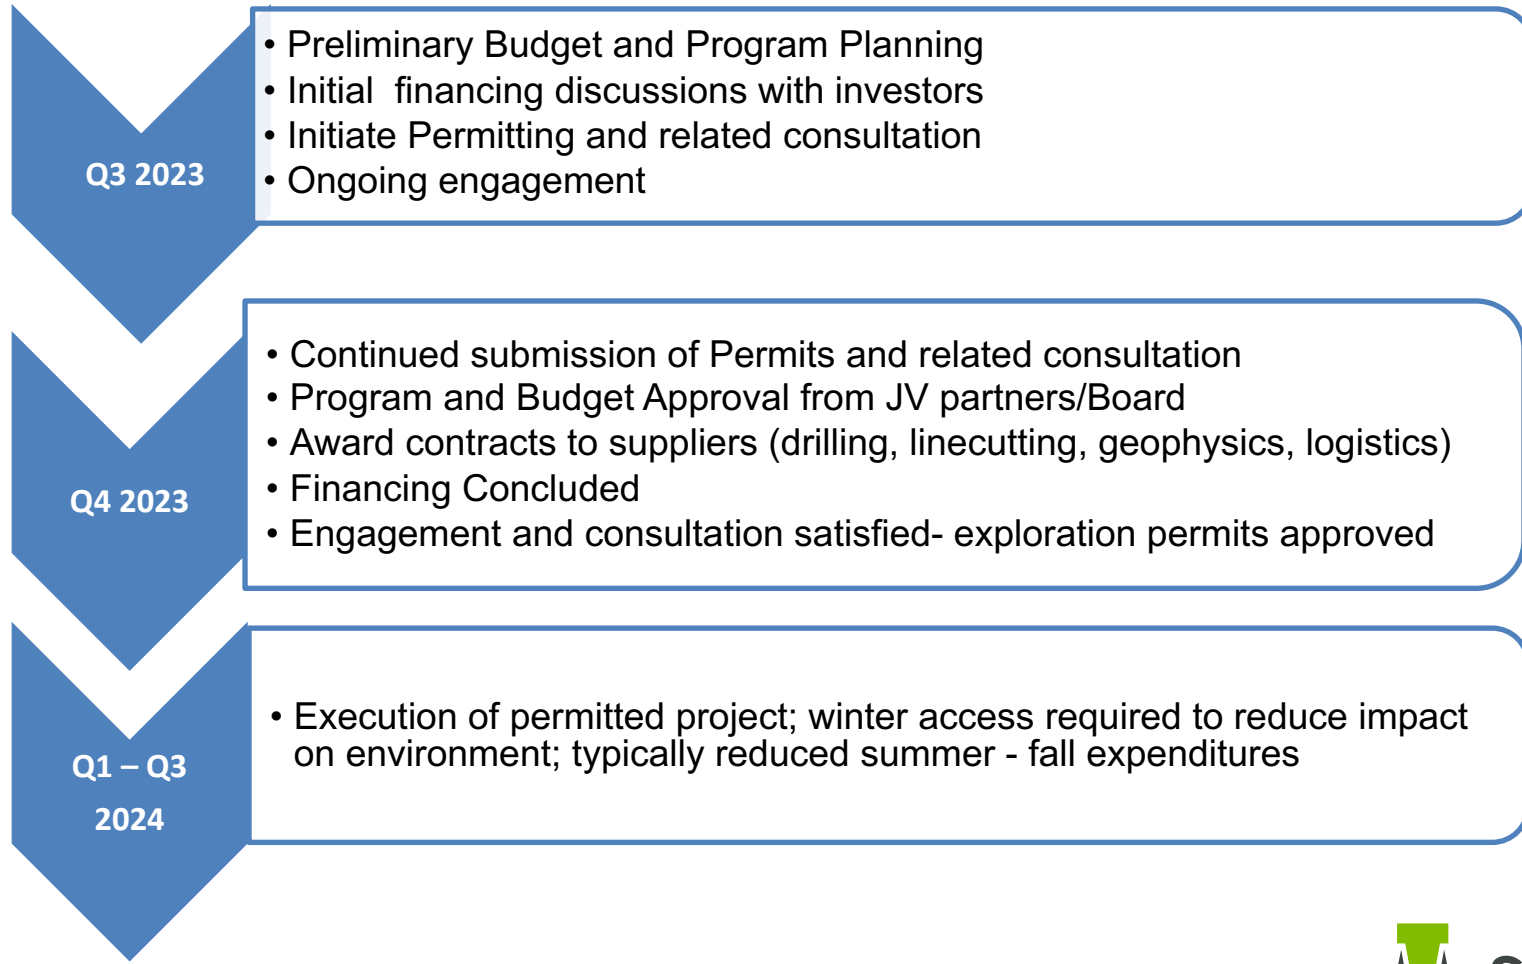 Q3 2023
• Preliminary Budget and Program Planning
• Initial  financing discussions with investors
• Initiate Permitting and related consultation
• Ongoing engagement
Q4 2023
• Continued submission of Permits and related consultation
• Program and Budget Approval from JV partners/Board
• Award contracts to suppliers (drilling, linecutting, geophysics, logistics)
• Financing Concluded
• Engagement and consultation satisfied- exploration permits approved
Q1 – Q3
2024
• Execution of permitted project; winter access required to reduce impact
on environment; typically reduced summer - fall expenditures